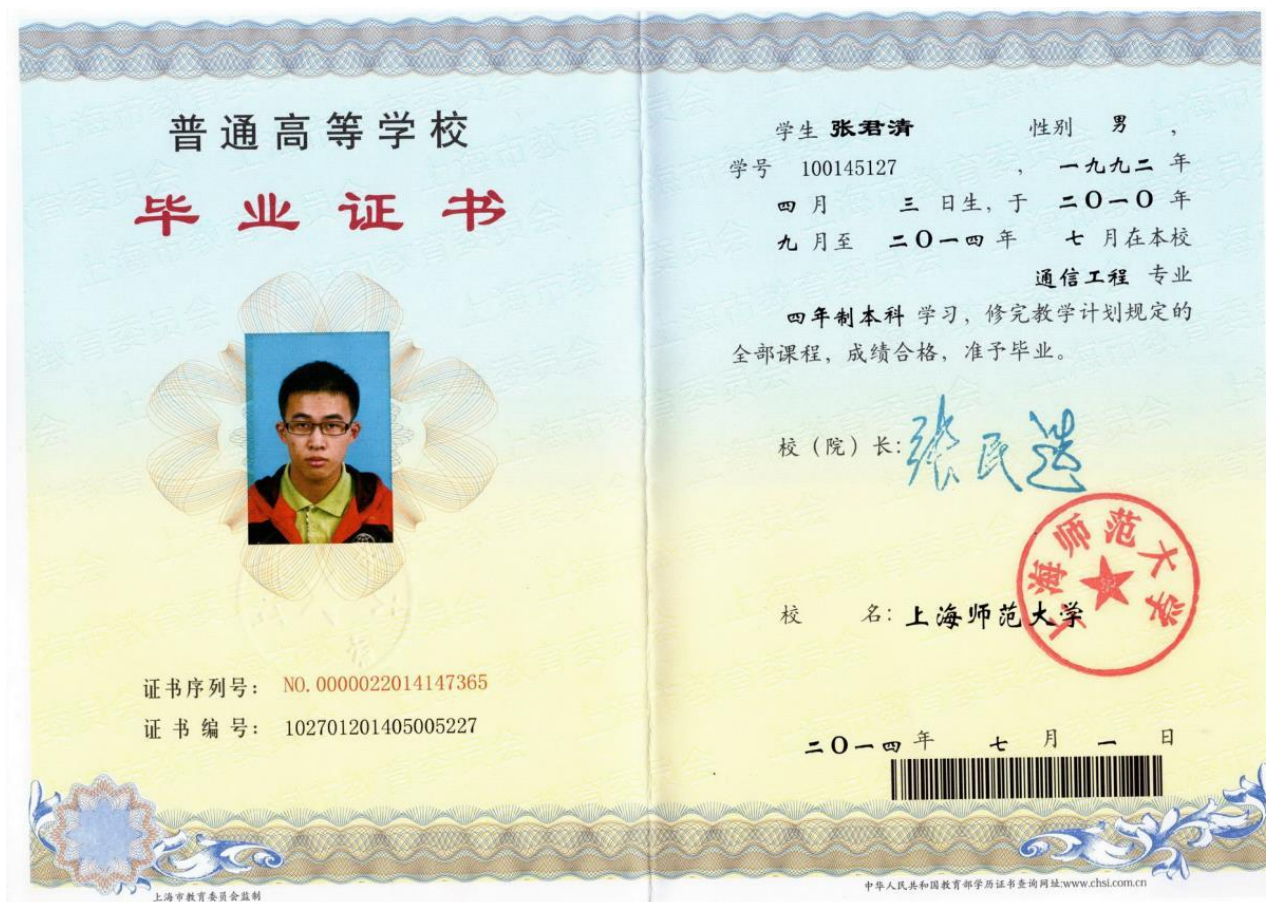 普通高等学校
毕业证书
证书序列号: NO.0000022014147365
证书编号: 102701201405005227
上海市教育委员会监制
学生 张君清 性别 男 ,
学号 100145127 , 一九九二 年
四 月 三 日生, 于 二〇一〇 年
九 月至 二〇一四 年 七 月在本校
通信工程 专业
四年制本科 学习, 修完教学计划规定的
全部课程, 成绩合格, 准予毕业。
校(院)长: 张民选
校 名: 上海师范大学
上海师范大学
二〇一四 年 七 月 一 日
中华人民共和国教育部学历证书查询网址:www.chsi.com.cn